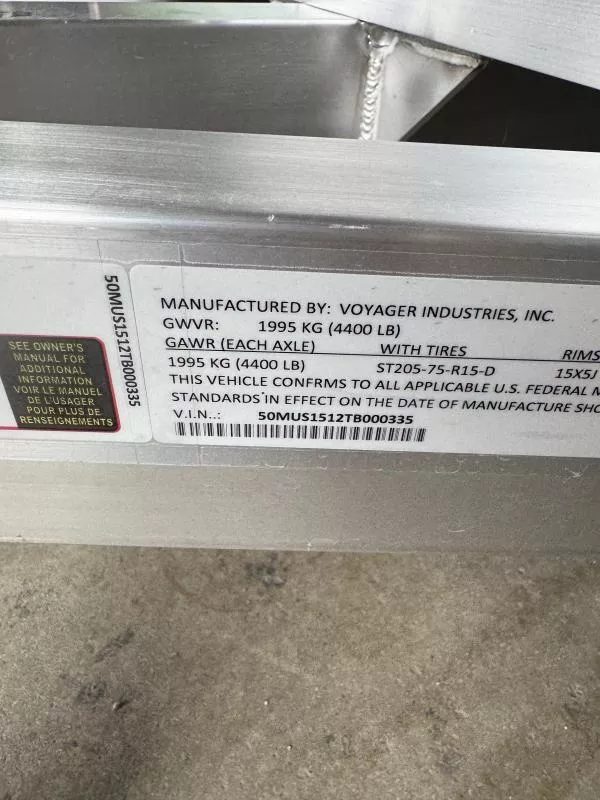 MANUFACTURED BY: VOYAGER INDUSTRIES, INC.
GWVR: 1995 KG (4400 LB)
GAWR (EACH AXLE) WITH TIRES RIMS
1995 KG (4400 LB) ST205-75-R15-D 15X5J
THIS VEHICLE CONFRMS TO ALL APPLICABLE U.S. FEDERAL M
STANDARDS IN EFFECT ON THE DATE OF MANUFACTURE SHO
V.I.N..: 50MUS1512TB000335
50MUS1512TB000335
SEE OWNER'S
MANUAL FOR
ADDITIONAL
INFORMATION
VOIR LE MANUEL
DE L'USAGER
POUR PLUS DE
RENSEIGNEMENTS